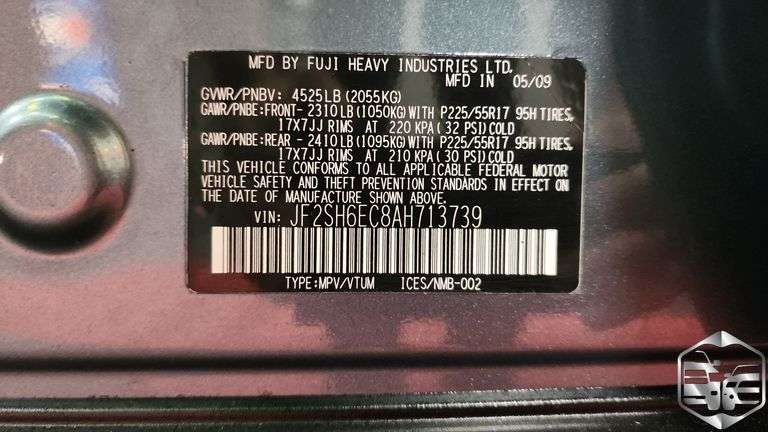 MFD BY FUJI HEAVY INDUSTRIES LTD.
MFD IN 05/09
GVWR/PNBV: 4525LB(2055KG)
GAWR/PNBE:FRONT- 2310LB(1050KG)WITH P225/55R17 95H TIRES,
17X7JJ RIMS AT 220 KPA(32 PSI)COLD
GAWR/PNBE:REAR - 2410LB(1095KG)WITH P225/55R17 95H TIRES,
17X7JJ RIMS AT 210 KPA(30 PSI)COLD
THIS VEHICLE CONFORMS TO ALL APPLICABLE FEDERAL MOTOR
VEHICLE SAFETY AND THEFT PREVENTION STANDARDS IN EFFECT ON
DATE OF MANUFACTURE SHOWN ABOVE.
VIN: JF2SH6EC8AH713739
TYPE:MPV/VTUM ICES/NMB-002